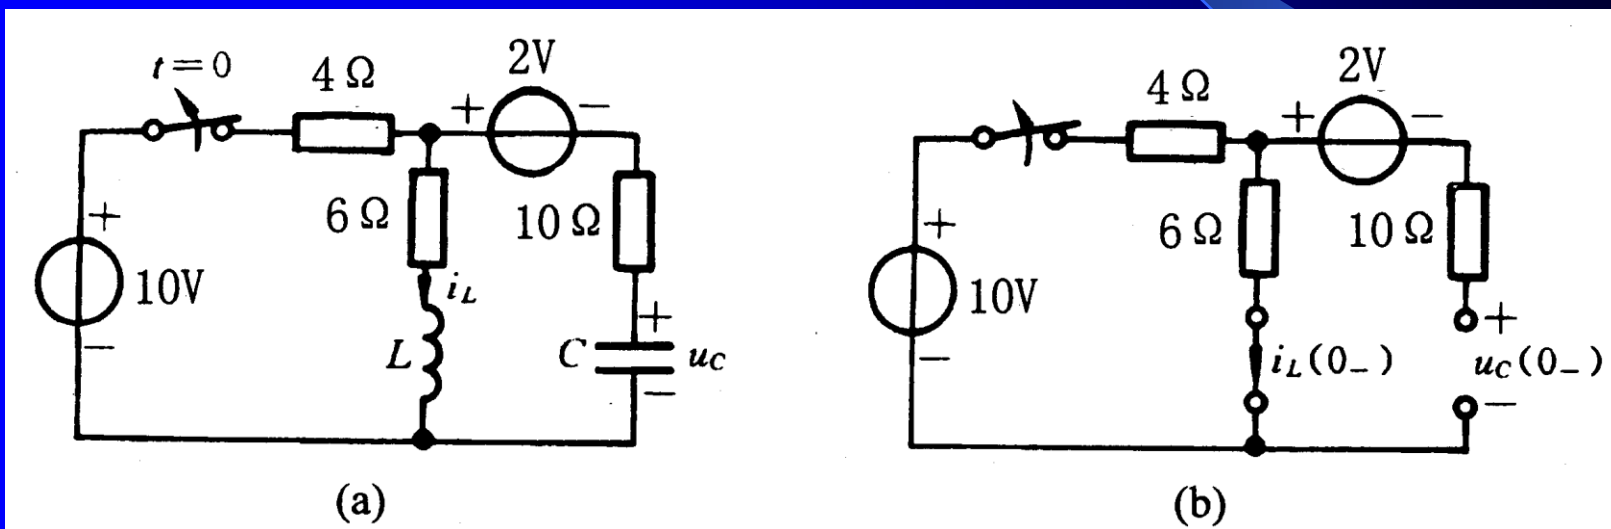 t=0
4Ω
2V
+
−
6Ω
10Ω
+
10V
−
i_L
L
C
+
u_C
−
(a)
4Ω
2V
+
−
6Ω
10Ω
+
10V
−
i_L(0_−)
+
u_C(0_−)
−
(b)